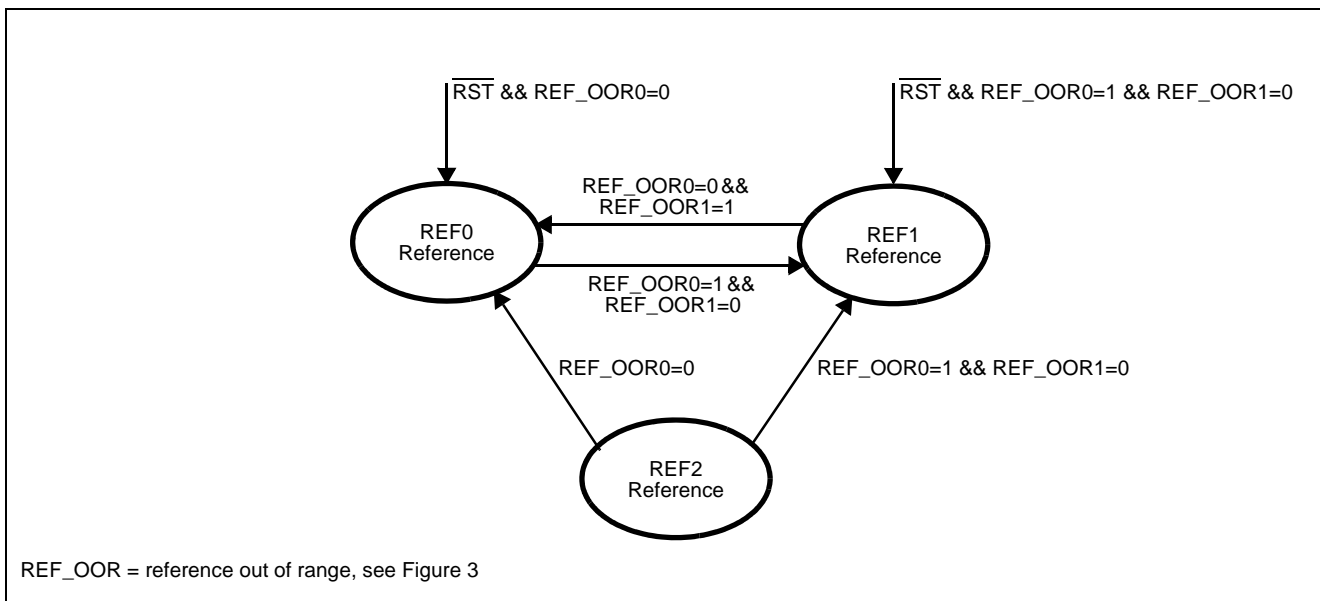 RST && REF_OOR0=0
RST && REF_OOR0=1 && REF_OOR1=0
REF_OOR0=0 &&
REF_OOR1=1
REF0
Reference
REF1
Reference
REF_OOR0=1 &&
REF_OOR1=0
REF_OOR0=0
REF_OOR0=1 && REF_OOR1=0
REF2
Reference
REF_OOR = reference out of range, see Figure 3